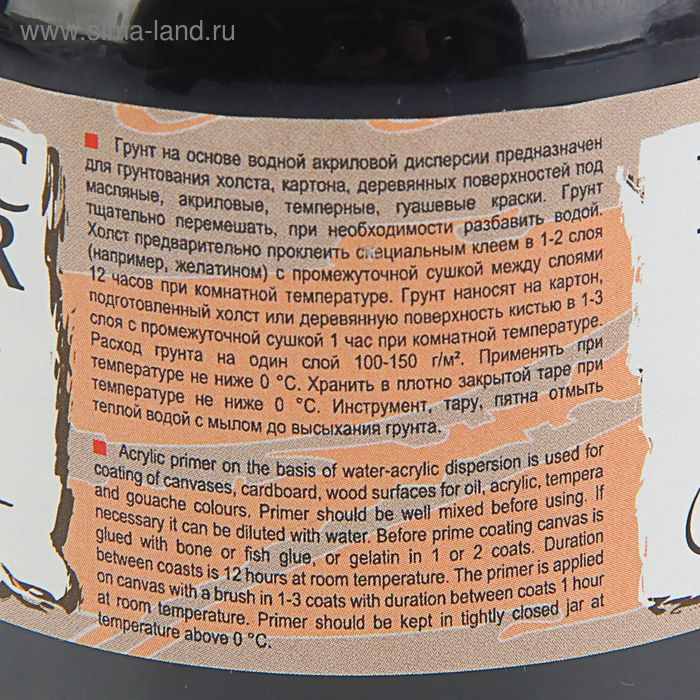 www.sima-land.ru
C
R
Грунт на основе водной акриловой дисперсии предназначен
для грунтования холста, картона, деревянных поверхностей под
масляные, акриловые, темперные, гуашевые краски. Грунт
тщательно перемешать, при необходимости разбавить водой.
Холст предварительно проклеить специальным клеем в 1-2 слоя
(например, желатином) с промежуточной сушкой между слоями
12 часов при комнатной температуре. Грунт наносят на картон,
подготовленный холст или деревянную поверхность кистью в 1-3
слоя с промежуточной сушкой 1 час при комнатной температуре.
Расход грунта на один слой 100-150 г/м². Применять при
температуре не ниже 0 °C. Хранить в плотно закрытой таре при
температуре не ниже 0 °C. Инструмент, тару, пятна отмыть
теплой водой с мылом до высыхания грунта.
Acrylic primer on the basis of water-acrylic dispersion is used for
coating of canvases, cardboard, wood surfaces for oil, acrylic, tempera
and gouache colours. Primer should be well mixed before using. If
necessary it can be diluted with water. Before prime coating canvas is
glued with bone or fish glue, or gelatin in 1 or 2 coats. Duration
between coasts is 12 hours at room temperature. The primer is applied
on canvas with a brush in 1-3 coats with duration between coats 1 hour
at room temperature. Primer should be kept in tightly closed jar at
temperature above 0 °C.